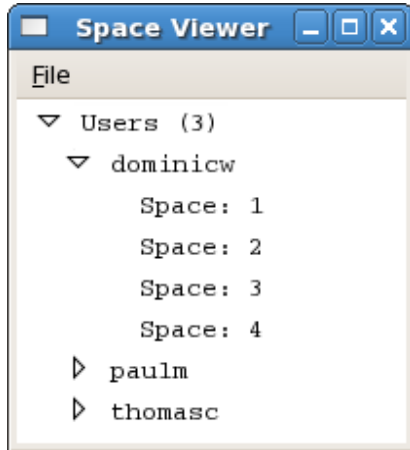 Space Viewer
File
Users (3)
dominicw
Space: 1
Space: 2
Space: 3
Space: 4
paulm
thomasc